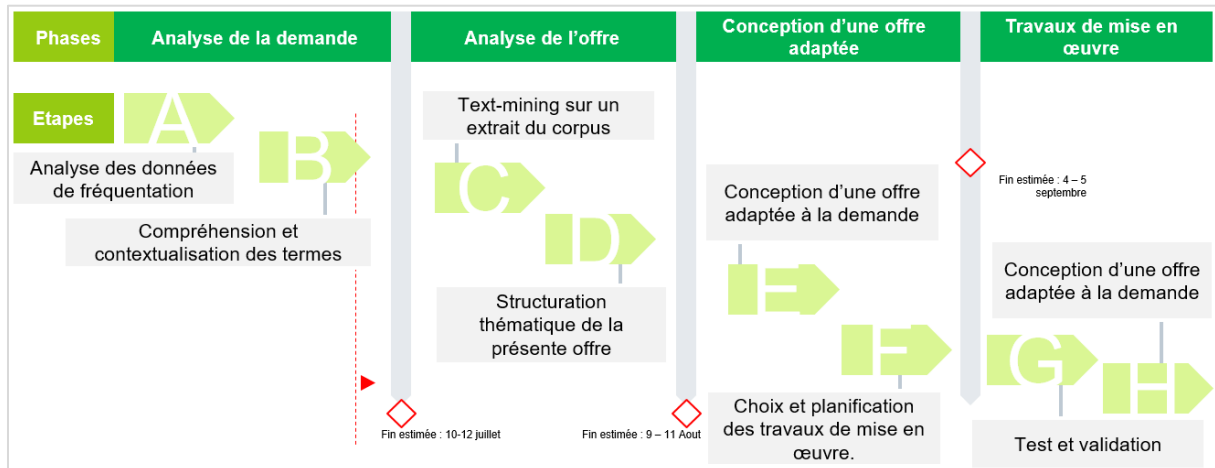 Phases
Analyse de la demande
Analyse de l’offre
Conception d’une offre
adaptée
Travaux de mise en
œuvre
Etapes
A
Analyse des données
de fréquentation
B
Compréhension et
contextualisation des termes
Fin estimée : 10-12 juillet
Text-mining sur un
extrait du corpus
C
D
Structuration
thématique de la
présente offre
Fin estimée : 9 – 11 Aout
Conception d’une offre
adaptée à la demande
E
F
Choix et planification
des travaux de mise en
œuvre.
Fin estimée : 4 – 5
septembre
Conception d’une offre
adaptée à la demande
G
H
Test et validation